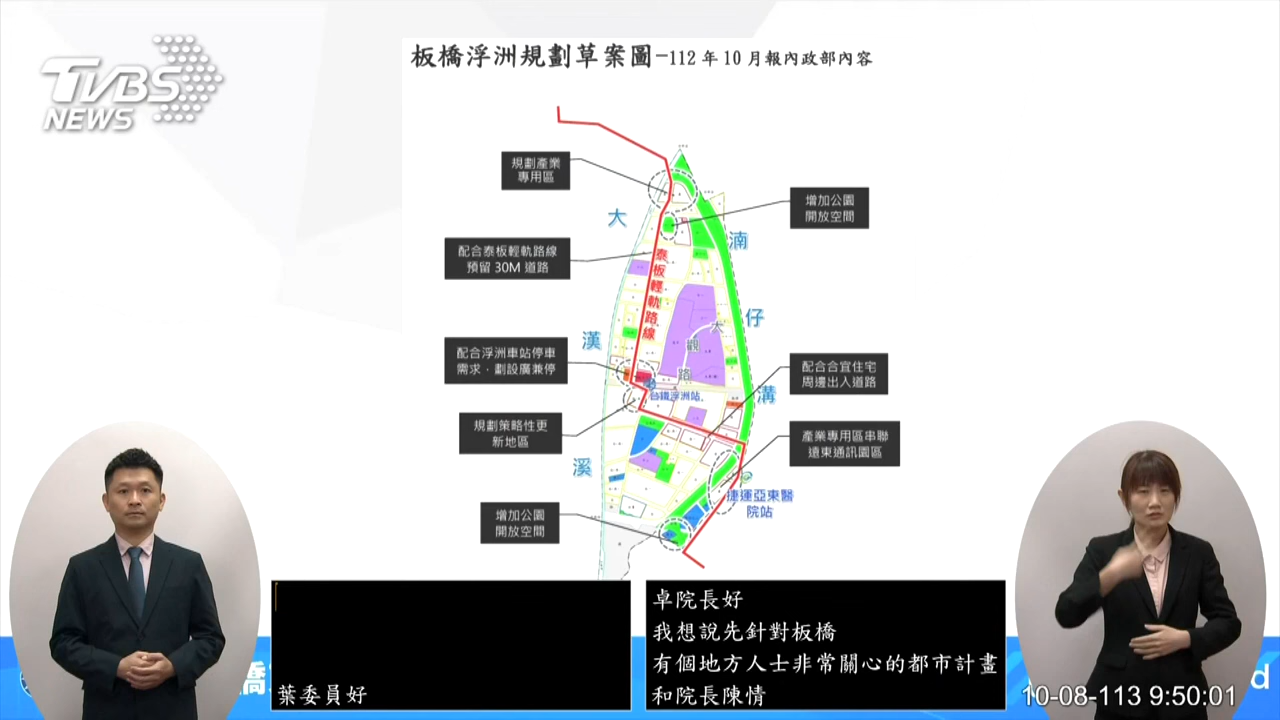 TVBS
NEWS
板橋浮洲規劃草案圖-112年10月報內政部內容
規劃產業
專用區
增加公園
開放空間
大
湳
配合泰板輕軌路線
預留 30M 道路
泰板輕軌路線
仔
大
觀
路
漢
配合浮洲車站停車
需求，劃設廣兼停
配合合宜住宅
周邊出入道路
台鐵浮洲站
溝
規劃策略性更
新地區
產業專用區串聯
遠東通訊園區
溪
捷運亞東醫
院站
增加公園
開放空間
葉委員好
卓院長好
我想說先針對板橋
有個地方人士非常關心的都市計畫
和院長陳情
10-08-113 9:50:01